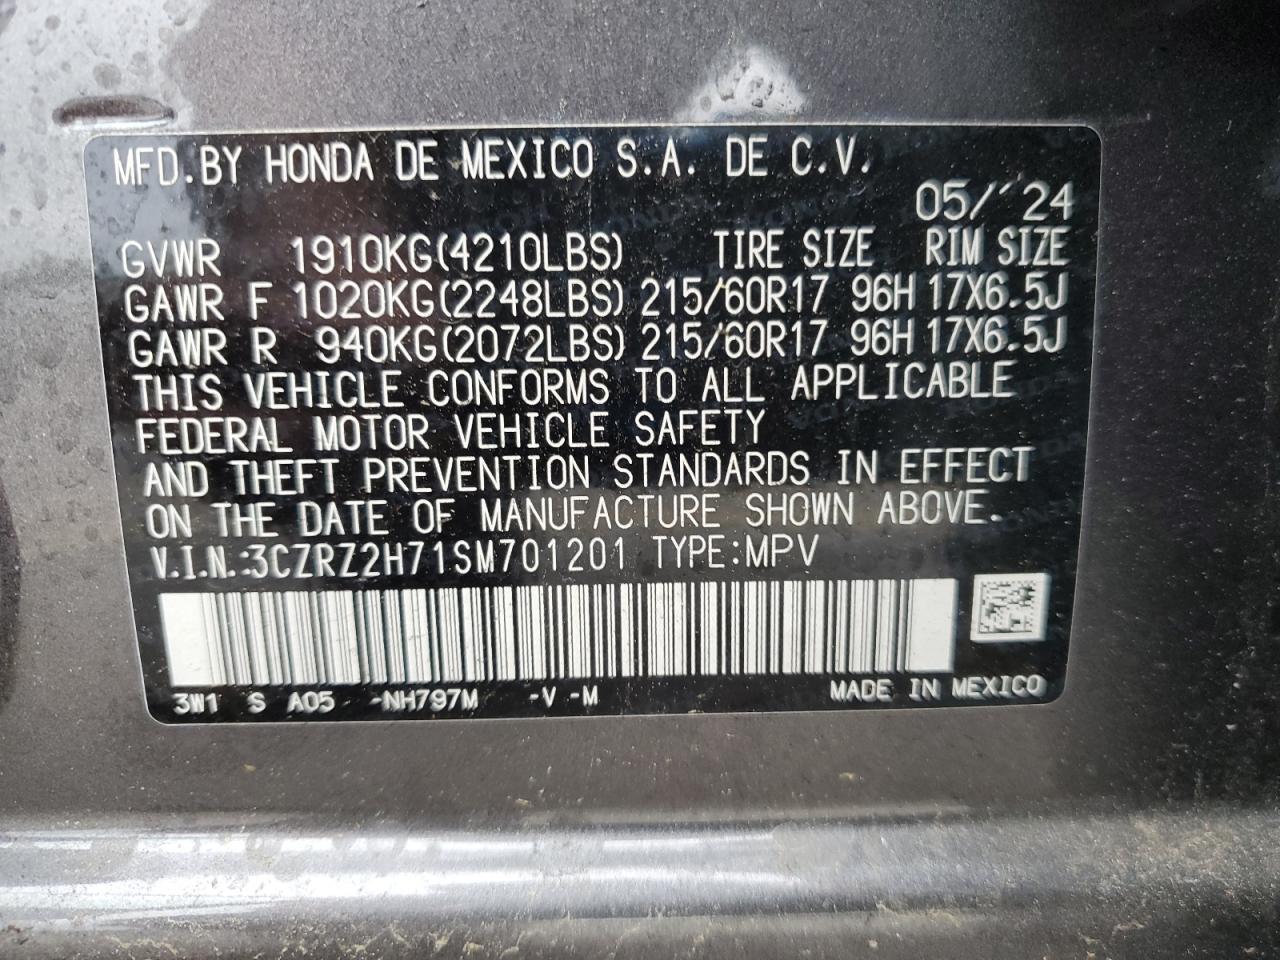 MFD.BY HONDA DE MEXICO S.A. DE C.V.
05/'24
GVWR 1910KG(4210LBS) TIRE SIZE RIM SIZE
GAWR F 1020KG(2248LBS) 215/60R17 96H 17X6.5J
GAWR R 940KG(2072LBS) 215/60R17 96H 17X6.5J
THIS VEHICLE CONFORMS TO ALL APPLICABLE
FEDERAL MOTOR VEHICLE SAFETY
AND THEFT PREVENTION STANDARDS IN EFFECT
ON THE DATE OF MANUFACTURE SHOWN ABOVE.
V.I.N.:3CZRZ2H71SM701201 TYPE:MPV
3W1 S A05 -NH797M -V -M MADE IN MEXICO